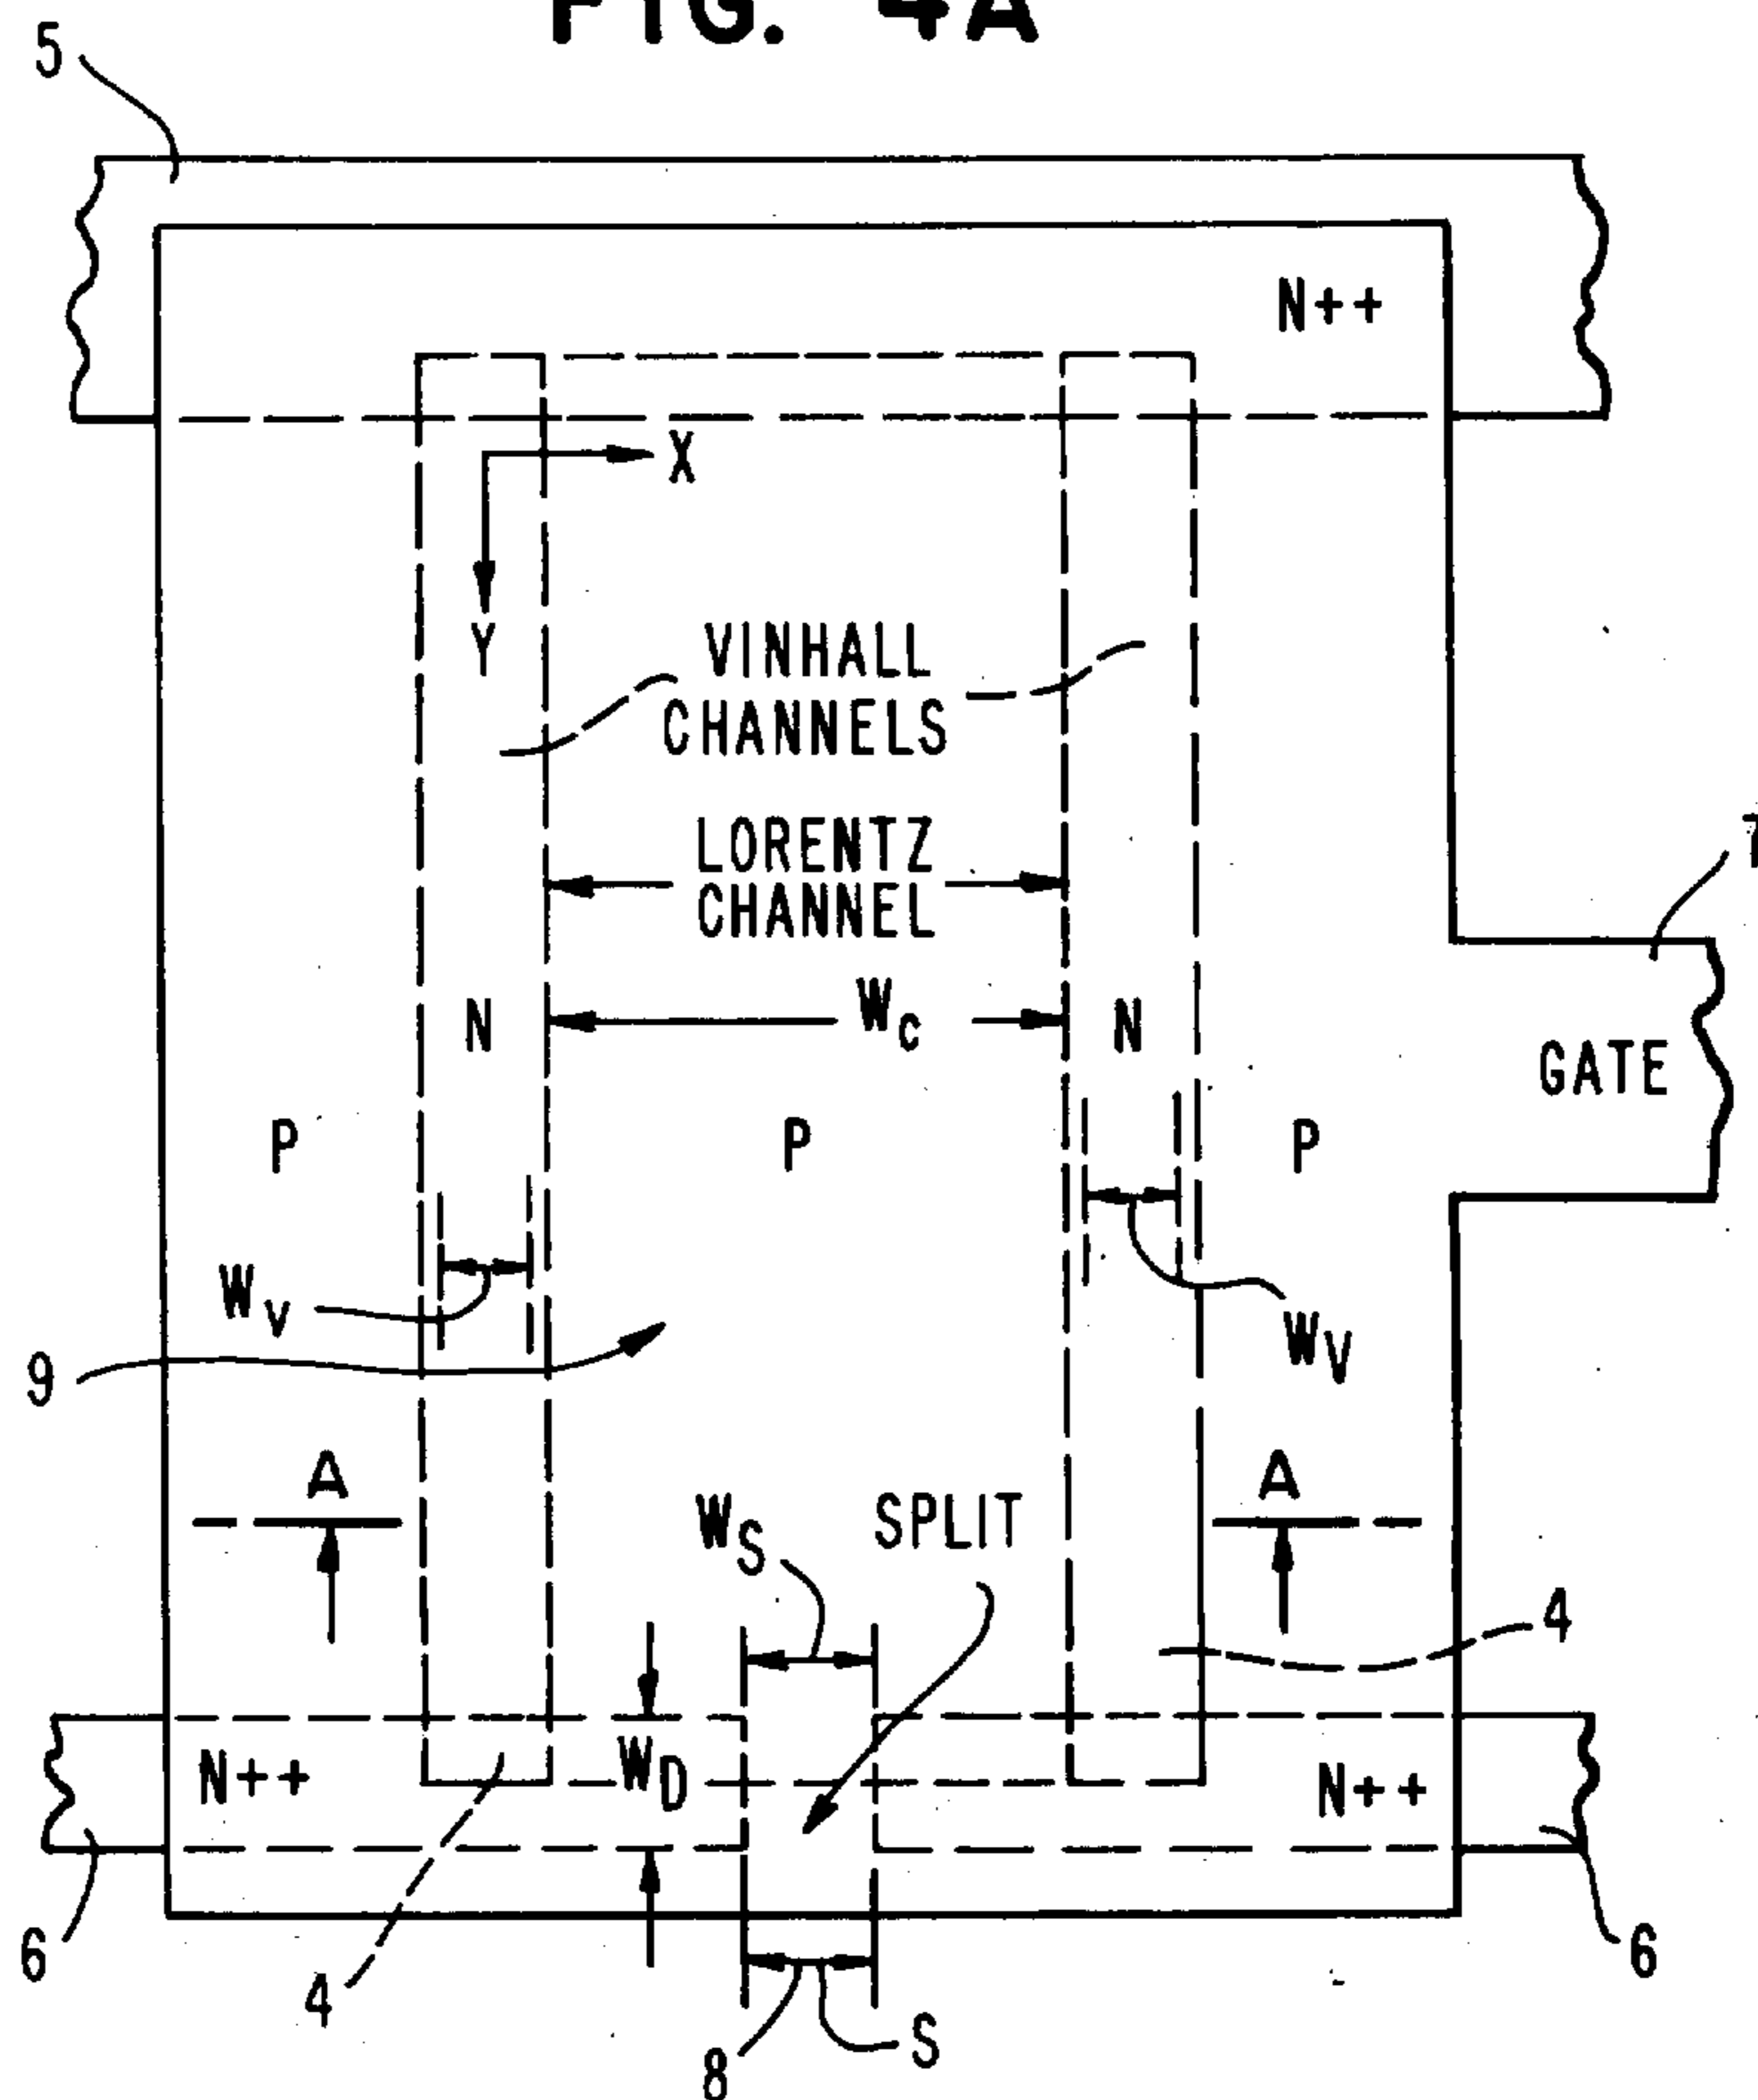 FIG. 4A
5
N++
X
Y
VINHALL
CHANNELS
LORENTZ
CHANNEL
7
N
Wc
N
GATE
P
P
P
WV
WV
9
A
A
WS
SPLIT
4
N++
WD
N++
6
4
6
8
S